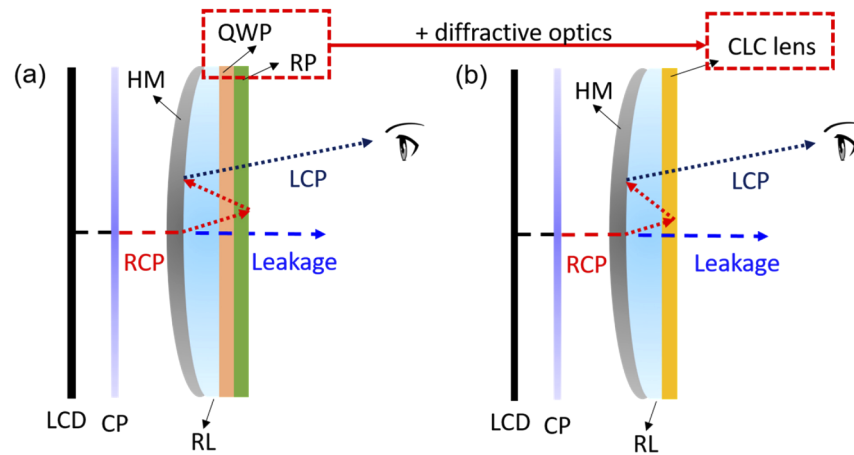 QWP
+ diffractive optics
(a)
RP
(b)
CLC lens
HM
HM
LCP
LCP
RCP
Leakage
RCP
Leakage
LCD
CP
RL
LCD
CP
RL